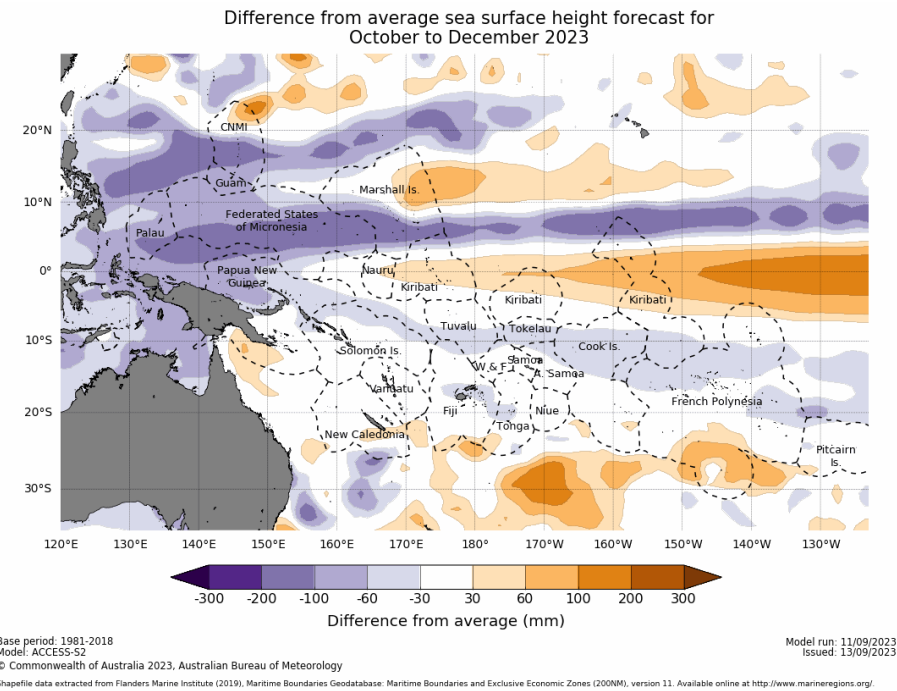 Difference from average sea surface height forecast for
October to December 2023
20°N
10°N
0°
10°S
20°S
30°S
CNMI
Guam
Marshall Is.
Federated States
of Micronesia
Palau
Papua New
Guinea
Nauru
Kiribati
Kiribati
Kiribati
Tuvalu
Tokelau
Solomon Is.
Cook Is.
W & F
Samoa
A. Samoa
Vanuatu
French Polynesia
Fiji
Niue
Tonga
New Caledonia
Pitcairn
Is.
120°E 130°E 140°E 150°E 160°E 170°E 180° 170°W 160°W 150°W 140°W 130°W
-300 -200 -100 -60 -30 30 60 100 200 300
Difference from average (mm)
Base period: 1981-2018
Model: ACCESS-S2
© Commonwealth of Australia 2023, Australian Bureau of Meteorology
Model run: 11/09/2023
Issued: 13/09/2023
hapefile data extracted from Flanders Marine Institute (2019), Maritime Boundaries Geodatabase: Maritime Boundaries and Exclusive Economic Zones (200NM), version 11. Available online at http://www.marineregions.org/.